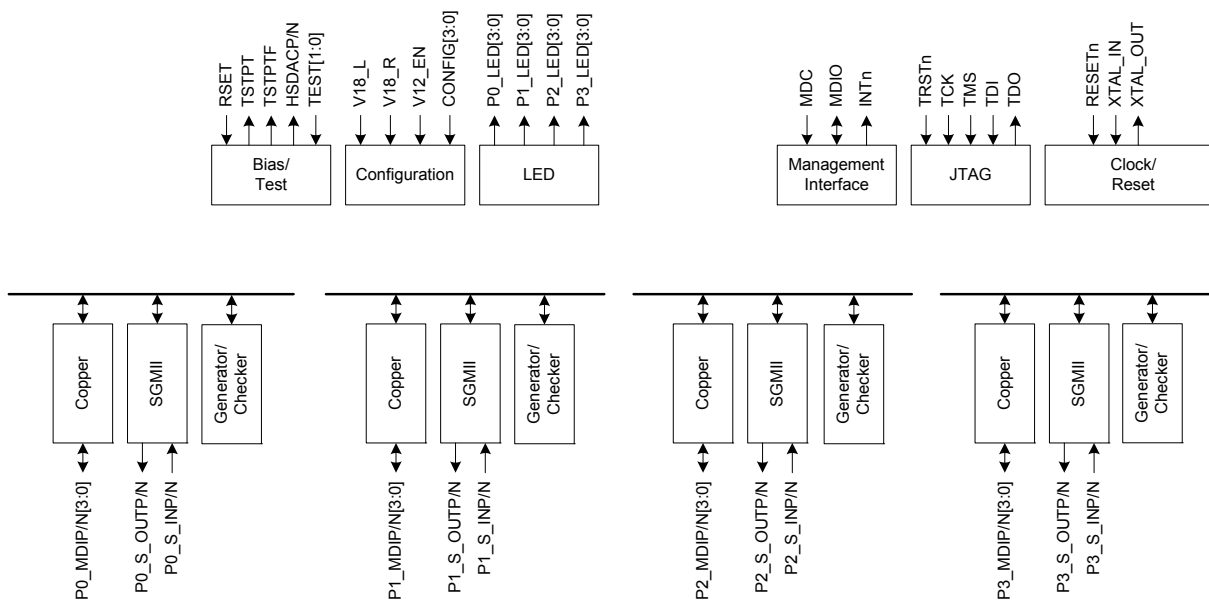 RSET
TSTPT
TSTPTF
HSDACP/N
TEST[1:0]
V18_L
V18_R
V12_EN
CONFIG[3:0]
P0_LED[3:0]
P1_LED[3:0]
P2_LED[3:0]
P3_LED[3:0]
MDC
MDIO
INTn
TRSTn
TCK
TMS
TDI
TDO
RESETn
XTAL_IN
XTAL_OUT
Bias/
Test
Configuration
LED
Management
Interface
JTAG
Clock/
Reset
Copper
SGMII
Generator/
Checker
Copper
SGMII
Generator/
Checker
Copper
SGMII
Generator/
Checker
Copper
SGMII
Generator/
Checker
P0_MDIP/N[3:0]
P0_S_OUTP/N
P0_S_INP/N
P1_MDIP/N[3:0]
P1_S_OUTP/N
P1_S_INP/N
P2_MDIP/N[3:0]
P2_S_OUTP/N
P2_S_INP/N
P3_MDIP/N[3:0]
P3_S_OUTP/N
P3_S_INP/N